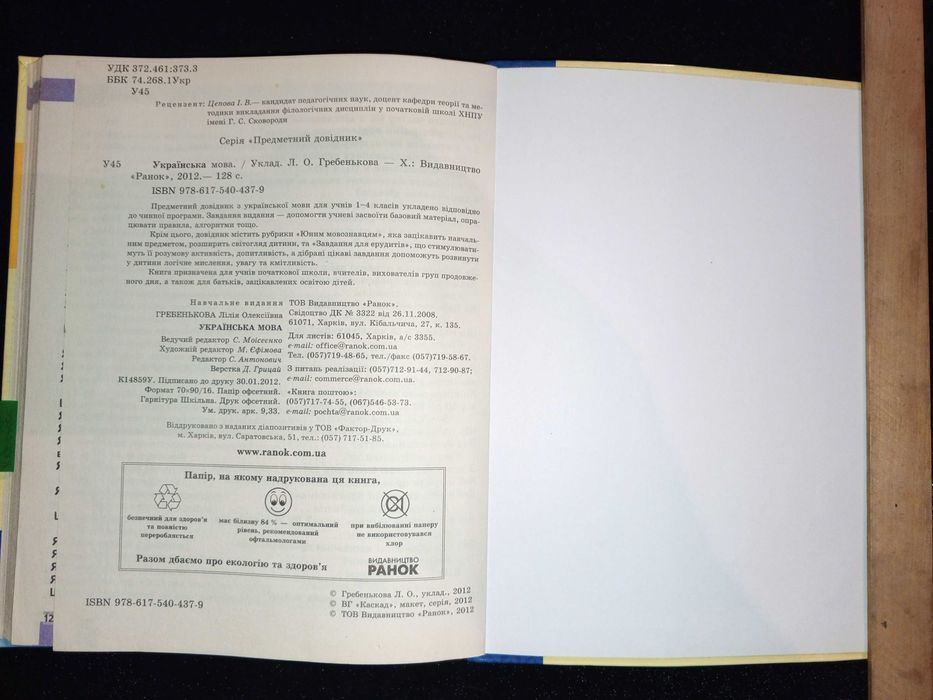 УДК 372.461:373.3
ББК 74.268.1Укр
У45
Рецензент: Цепова І. В.— кандидат педагогічних наук, доцент кафедри теорії та ме-
тодики викладання філологічних дисциплін у початковій школі ХНПУ
імені Г. С. Сковороди
Серія «Предметний довідник»
У45 Українська мова. / Уклад. Л. О. Гребенькова — Х.: Видавництво
«Ранок», 2012.— 128 с.
ISBN 978-617-540-437-9
Предметний довідник з української мови для учнів 1–4 класів укладено відповідно
до чинної програми. Завдання видання — допомогти учневі засвоїти базовий матеріал, опра-
цювати правила, алгоритми тощо.
Крім цього, довідник містить рубрики «Юним мовознавцям», яка зацікавить навчаль-
ним предметом, розширить світогляд дитини, та «Завдання для ерудитів», що стимулювати-
муть її розумову активність, допитливість, а дібрані цікаві завдання допоможуть розвинути
у дитини логічне мислення, увагу та кмітливість.
Книга призначена для учнів початкової школи, вчителів, вихователів груп продовже-
ного дня, а також для батьків, зацікавлених освітою дітей.
Навчальне видання
ГРЕБЕНЬКОВА Лілія Олексіївна
УКРАЇНСЬКА МОВА
Ведучий редактор С. Моісеєнко
Художній редактор М. Єфімова
Редактор С. Антонович
Верстка Д. Грицай
К14859У. Підписано до друку 30.01.2012.
Формат 70×90/16. Папір офсетний.
Гарнітура Шкільна. Друк офсетний.
Ум. друк. арк. 9,33.
ТОВ Видавництво «Ранок».
Свідоцтво ДК № 3322 від 26.11.2008.
61071, Харків, вул. Кібальчича, 27, к. 135.
Для листів: 61045, Харків, а/с 3355.
e-mail: office@ranok.com.ua
Тел. (057)719-48-65, тел./факс (057)719-58-67.
З питань реалізації: (057)712-91-44, 712-90-87;
e-mail: commerce@ranok.com.ua.
«Книга поштою»:
(057)717-74-55, (067)546-53-73.
e-mail: pochta@ranok.com.ua
Віддруковано з наданих діапозитивів у ТОВ «Фактор-Друк»,
м. Харків, вул. Саратовська, 51, тел.: (057) 717-51-85.
www.ranok.com.ua
Папір, на якому надрукована ця книга,
безпечний для здоров'я
та повністю
переробляється
має білизну 84 % — оптимальний
рівень, рекомендований
офтальмологами
при вибілюванні паперу
не використовувався
хлор
Разом дбаємо про екологію та здоров'я
ВИДАВНИЦТВО
РАНОК
ISBN 978-617-540-437-9
© Гребенькова Л. О., уклад., 2012
© ВГ «Каскад», макет, серія, 2012
© ТОВ Видавництво «Ранок», 2012
12